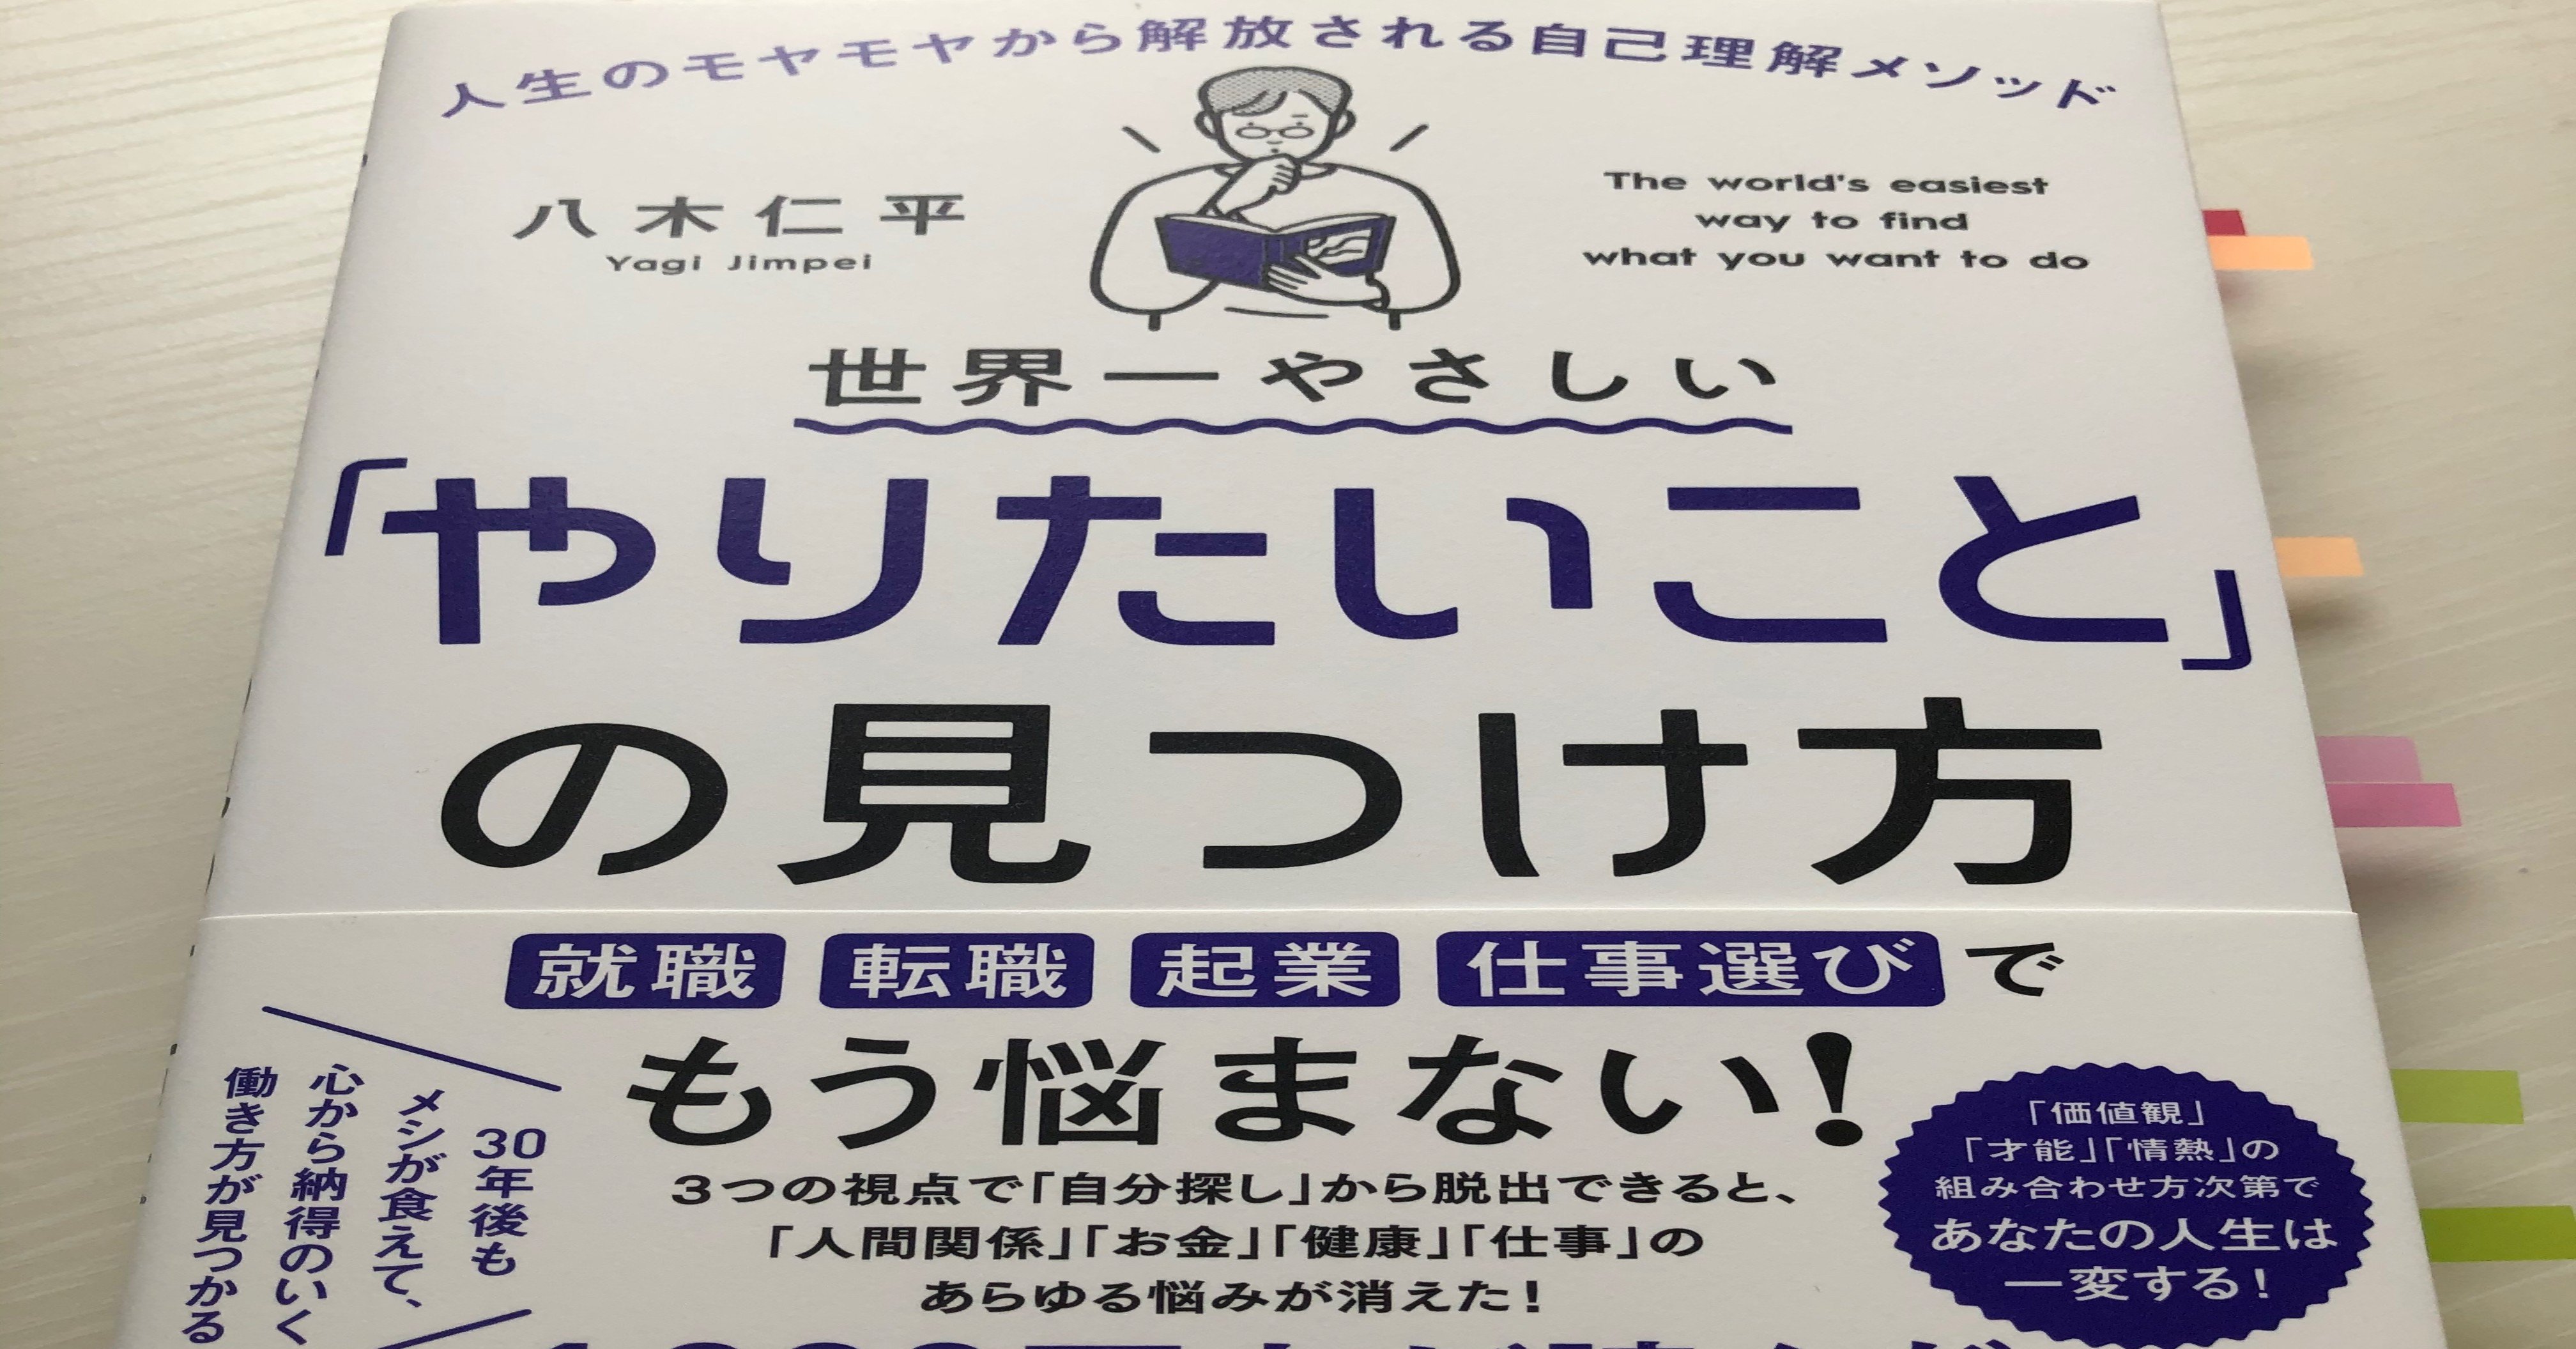 人生のモヤモヤから解放される自己理解メソッド
八木仁平
Yagi Jimpei
The world's easiest
way to find
what you want to do
世界一やさしい
「やりたいこと」
の見つけ方
就職 転職 起業 仕事選びで
もう悩まない!
30年後も
メシが食えて、
心から納得のいく
働き方が見つかる
3つの視点で「自分探し」から脱出できると、
「人間関係」「お金」「健康」「仕事」の
あらゆる悩みが消えた!
「価値観」
「才能」「情熱」の
組み合わせ方次第で
あなたの人生は
一変する!